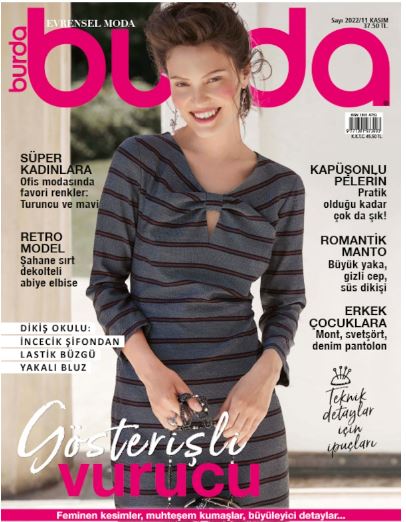 burda
EVRENSEL MODA
burda
Sayı 2022/11 KASIM
37.50 TL.
K.K.T.C 45.50 TL.
SÜPER
KADINLARA
Ofis modasında
favori renkler:
Turuncu ve mavi
RETRO
MODEL
Şahane sırt
dekolteli
abiye elbise
DİKİŞ OKULU:
İNCECİK ŞİFONDAN
LASTİK BÜZGÜ
YAKALI BLUZ
KAPÜŞONLU
PELERİN
Pratik
olduğu kadar
çok da şık!
ROMANTİK
MANTO
Büyük yaka,
gizli cep,
süs dikişi
ERKEK
ÇOCUKLARA
Mont, svetşört,
denim pantolon
Teknik
detaylar
için
ipuçları
Gösterişli
vurucu
Feminen kesimler, muhteşem kumaşlar, büyüleyici detaylar...